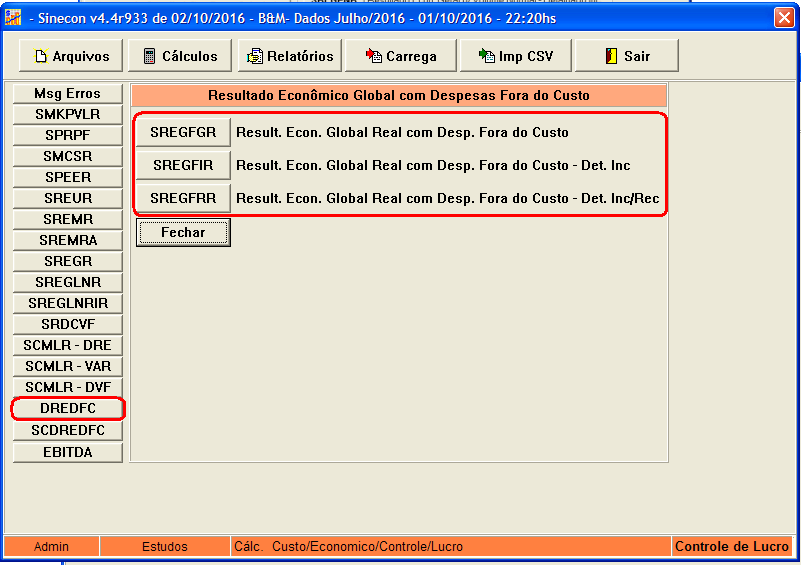 - Sinecon v4.4r933 de 02/10/2016 - B&M- Dados Julho/2016 - 01/10/2016 - 22:20hs
Arquivos Cálculos Relatórios Carrega Imp CSV Sair
Msg Erros
SMKPVLR
SPRPF
SMCSR
SPEER
SREUR
SREMR
SREMRA
SREGR
SREGLNR
SREGLNRIR
SRDCVF
SCMLR - DRE
SCMLR - VAR
SCMLR - DVF
DREDFC
SCDREDFC
EBITDA
Resultado Econômico Global com Despesas Fora do Custo
SREGFGR Result. Econ. Global Real com Desp. Fora do Custo
SREGFIR Result. Econ. Global Real com Desp. Fora do Custo - Det. Inc
SREGFRR Result. Econ. Global Real com Desp. Fora do Custo - Det. Inc/Rec
Fechar
Admin Estudos Cálc. Custo/Economico/Controle/Lucro Controle de Lucro